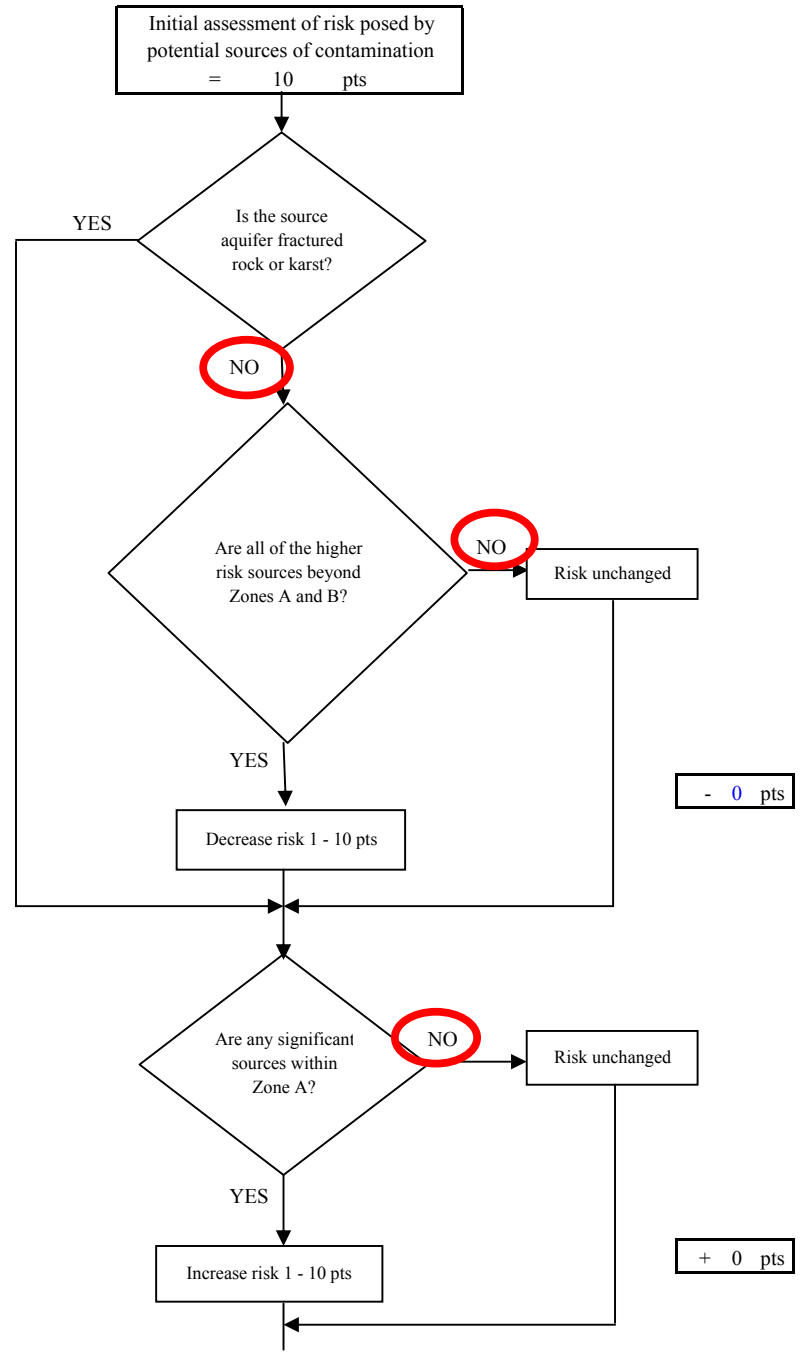 Initial assessment of risk posed by
potential sources of contamination
= 10 pts
YES
Is the source
aquifer fractured
rock or karst?
NO
Are all of the higher
risk sources beyond
Zones A and B?
NO
Risk unchanged
YES
- 0 pts
Decrease risk 1 - 10 pts
Are any significant
sources within
Zone A?
NO
Risk unchanged
YES
+ 0 pts
Increase risk 1 - 10 pts